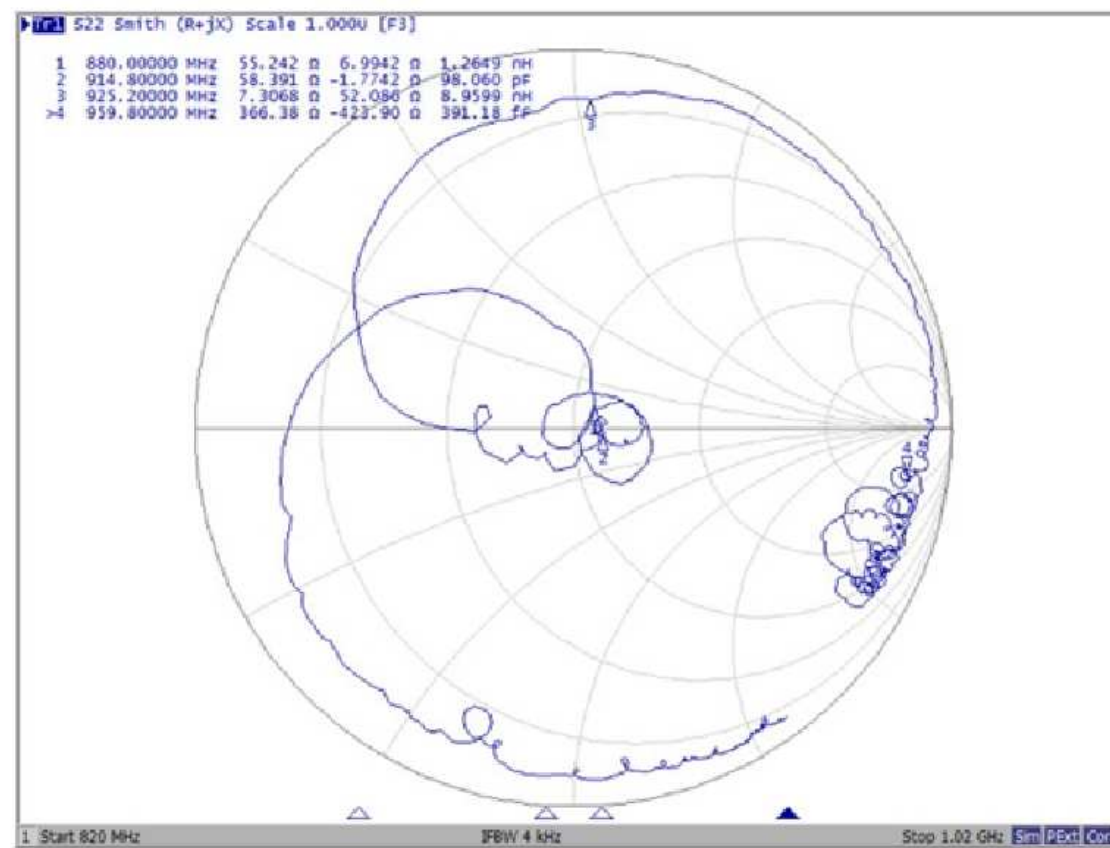 Tr1 S22 Smith (R+jX) Scale 1.000U [F3]
1 880.00000 MHz 55.242 Ω 6.9942 Ω 1.2649 nH
2 914.80000 MHz 58.391 Ω -1.7742 Ω 98.060 pF
3 925.20000 MHz 7.3068 Ω 52.086 Ω 8.9599 nH
>4 959.80000 MHz 366.38 Ω -423.90 Ω 391.18 fF
1 Start 820 MHz IFBW 4 kHz Stop 1.02 GHz Sim PExt Cor